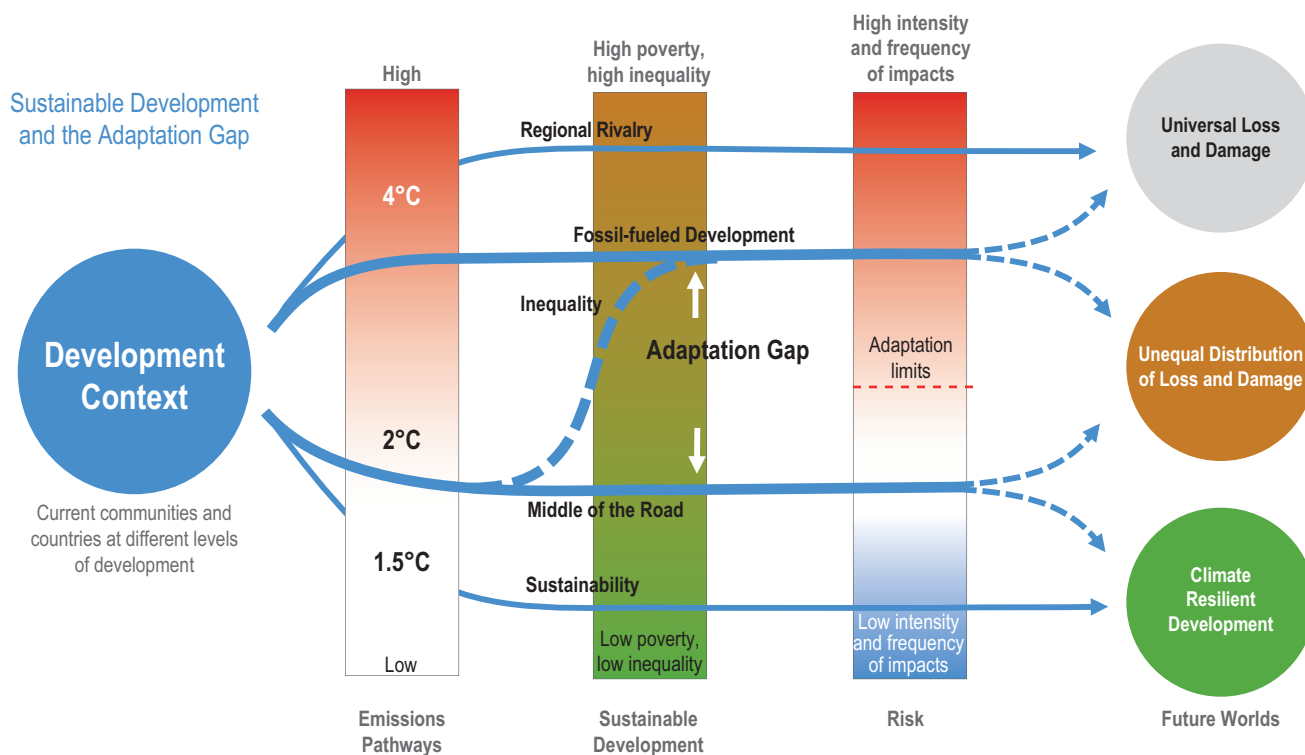 Sustainable Development
and the Adaptation Gap
High
High poverty,
high inequality
High intensity
and frequency
of impacts
Regional Rivalry
4°C
Fossil-fueled Development
Inequality
Adaptation Gap
Adaptation
limits
Development
Context
2°C
Middle of the Road
Current communities and
countries at different levels
of development
1.5°C
Sustainability
Low
Low poverty,
low inequality
Low intensity
and frequency
of impacts
Universal Loss
and Damage
Unequal Distribution
of Loss and Damage
Climate
Resilient
Development
Emissions
Pathways
Sustainable
Development
Risk
Future Worlds